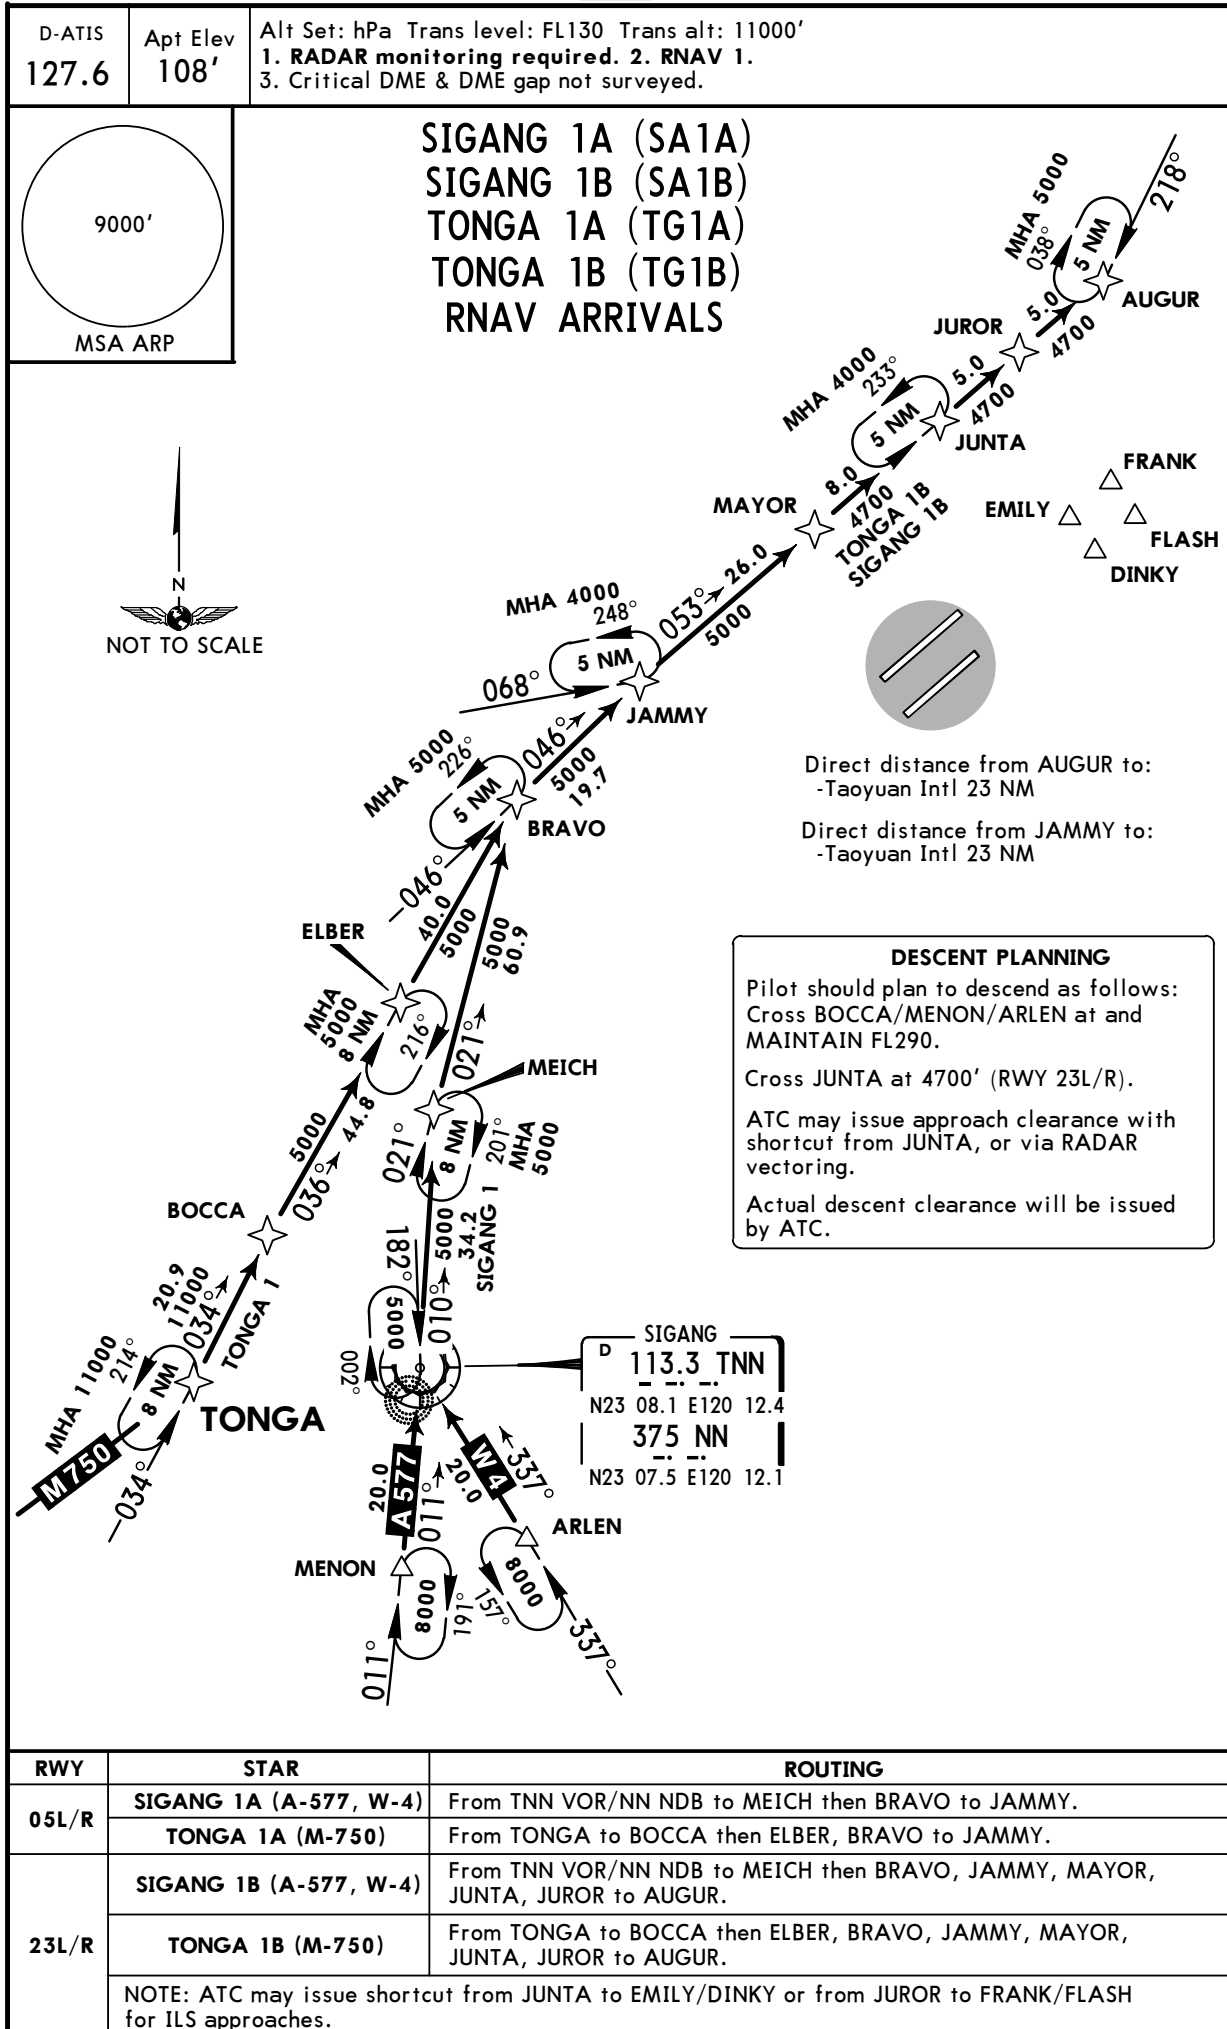 D-ATIS
127.6
Apt Elev
108'
Alt Set: hPa Trans level: FL130 Trans alt: 11000'
1. RADAR monitoring required. 2. RNAV 1.
3. Critical DME & DME gap not surveyed.
9000'
MSA ARP
SIGANG 1A (SA1A)
SIGANG 1B (SA1B)
TONGA 1A (TG1A)
TONGA 1B (TG1B)
RNAV ARRIVALS
N
NOT TO SCALE
218°
MHA 5000
038°
5 NM
AUGUR
5.0
4700
JUROR
5.0
4700
MHA 4000
233°
5 NM
JUNTA
8.0
4700
TONGA 1B
SIGANG 1B
MAYOR
FRANK
EMILY
FLASH
DINKY
053°
26.0
5000
MHA 4000
248°
5 NM
068°
JAMMY
046°
5000
19.7
MHA 5000
226°
5 NM
BRAVO
046°
40.0
5000
5000
60.9
Direct distance from AUGUR to:
-Taoyuan Intl 23 NM
Direct distance from JAMMY to:
-Taoyuan Intl 23 NM
DESCENT PLANNING
Pilot should plan to descend as follows:
Cross BOCCA/MENON/ARLEN at and
MAINTAIN FL290.
Cross JUNTA at 4700' (RWY 23L/R).
ATC may issue approach clearance with
shortcut from JUNTA, or via RADAR
vectoring.
Actual descent clearance will be issued
by ATC.
ELBER
MHA
5000
8 NM
216°
021°
MEICH
021°
8 NM
201°
MHA
5000
5000
036°
44.8
BOCCA
182°
5000
34.2
SIGANG 1
010°
5000
002°
20.9
11000
034°
TONGA 1
MHA 11000
214°
8 NM
TONGA
M750
034°
SIGANG
D
113.3 TNN
N23 08.1 E120 12.4
375 NN
N23 07.5 E120 12.1
20.0
A577
011°
W4
20.0
337°
ARLEN
MENON
8000
191°
011°
8000
157°
337°
RWY
STAR
ROUTING
05L/R
SIGANG 1A (A-577, W-4)
From TNN VOR/NN NDB to MEICH then BRAVO to JAMMY.
TONGA 1A (M-750)
From TONGA to BOCCA then ELBER, BRAVO to JAMMY.
23L/R
SIGANG 1B (A-577, W-4)
From TNN VOR/NN NDB to MEICH then BRAVO, JAMMY, MAYOR,
JUNTA, JUROR to AUGUR.
TONGA 1B (M-750)
From TONGA to BOCCA then ELBER, BRAVO, JAMMY, MAYOR,
JUNTA, JUROR to AUGUR.
NOTE: ATC may issue shortcut from JUNTA to EMILY/DINKY or from JUROR to FRANK/FLASH
for ILS approaches.